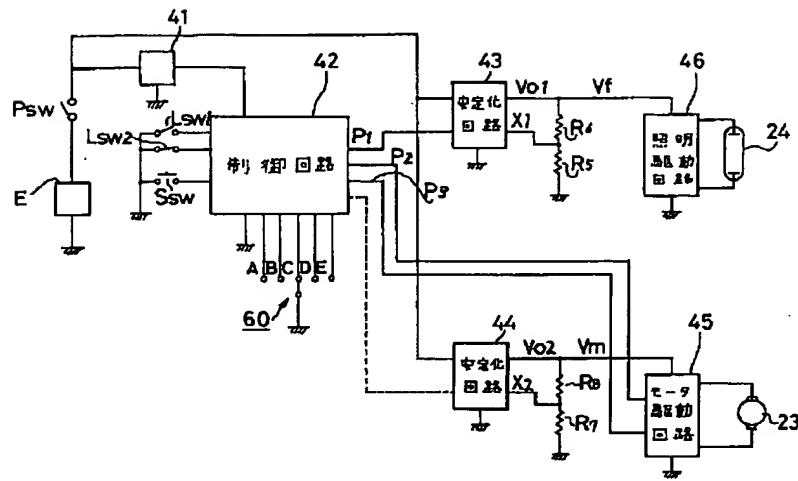 41
42
43
46
Psw
Lsw1
Lsw2
Ssw
E
制御回路
P1
P2
P3
安定化
回路
Vo1
Vf
X1
R6
R5
照明
駆動
回路
24
A B C D E
60
44
安定化
回路
Vo2
Vm
X2
R8
R7
45
モータ
駆動
回路
23